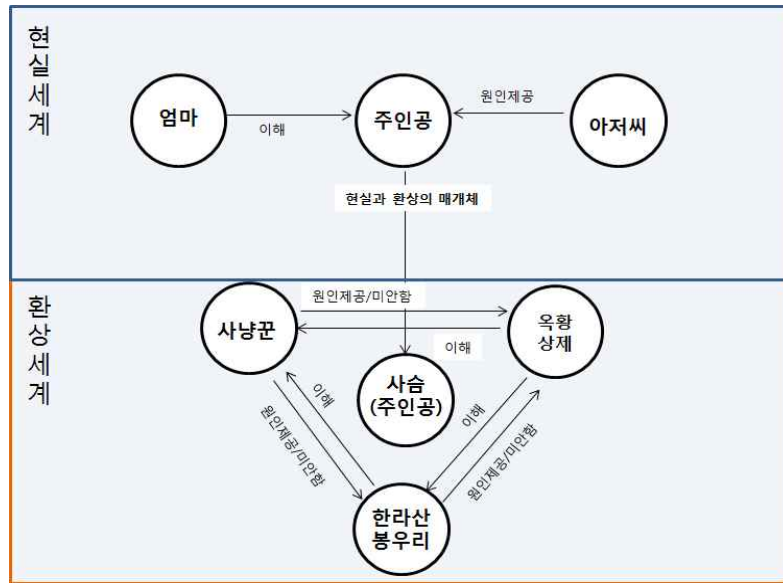 현실세계
엄마
이해
주인공
원인제공
아저씨
현실과 환상의 매개체
환상세계
사냥꾼
원인제공/미안함
옥황
상제
이해
사슴
(주인공)
이해
원인제공/미안함
이해
원인제공/미안함
한라산
봉우리